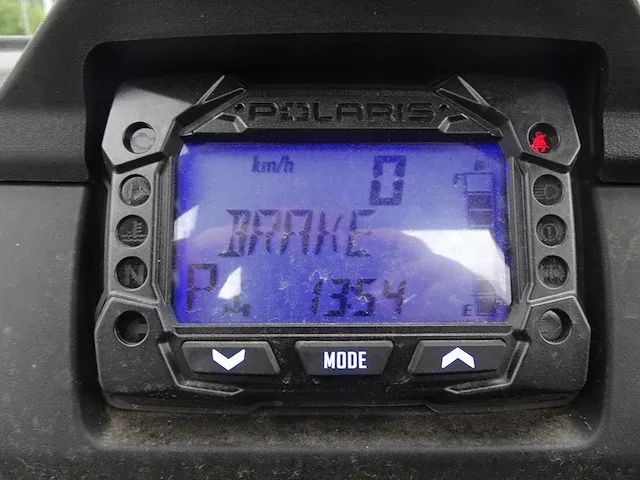 POLARIS
km/h 0
BRAKE
P 1354
E
N
MODE